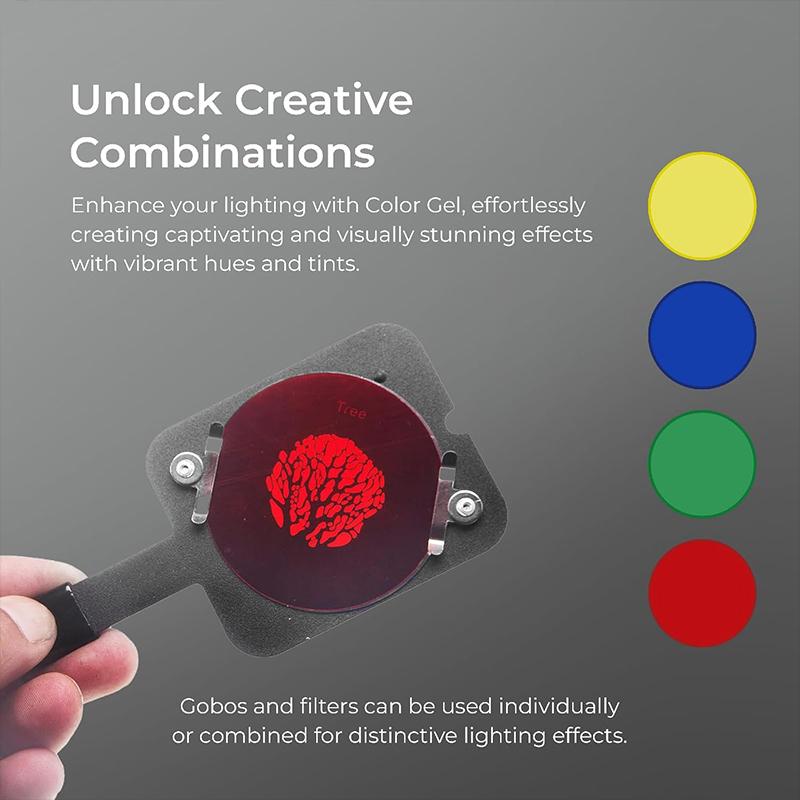 Unlock Creative
Combinations
Enhance your lighting with Color Gel, effortlessly
creating captivating and visually stunning effects
with vibrant hues and tints.
Tree
Gobos and filters can be used individually
or combined for distinctive lighting effects.